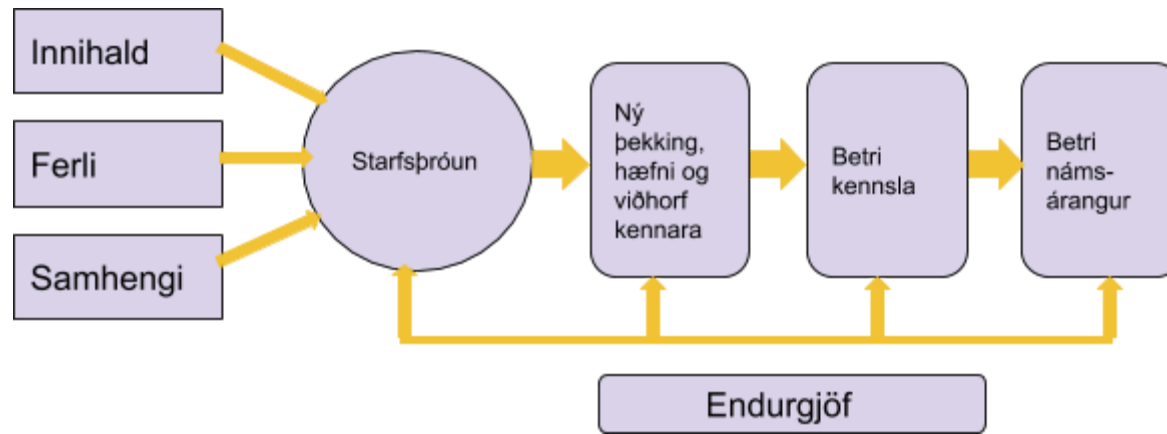 Innihald
Ferli
Samhengi
Starfsþróun
Ný
þekking,
hæfni og
viðhorf
kennara
Betri
kennsla
Betri
náms-
árangur
Endurgjöf